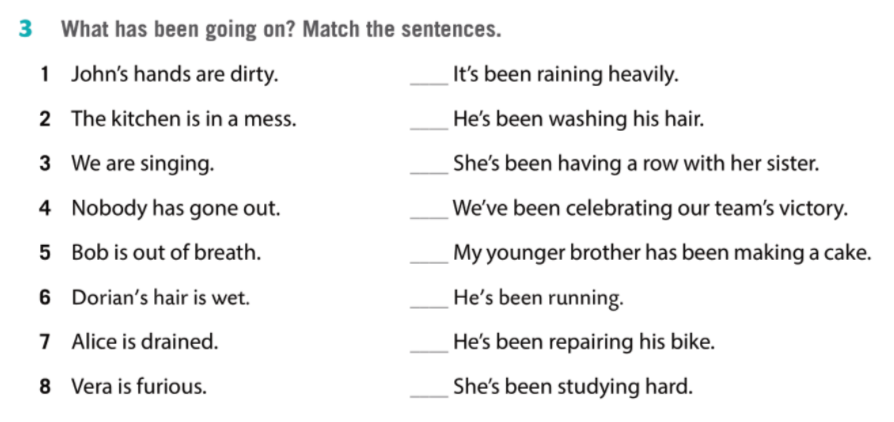 3 What has been going on? Match the sentences.
1 John's hands are dirty. ____ It's been raining heavily.
2 The kitchen is in a mess. ____ He's been washing his hair.
3 We are singing. ____ She's been having a row with her sister.
4 Nobody has gone out. ____ We've been celebrating our team's victory.
5 Bob is out of breath. ____ My younger brother has been making a cake.
6 Dorian's hair is wet. ____ He's been running.
7 Alice is drained. ____ He's been repairing his bike.
8 Vera is furious. ____ She's been studying hard.